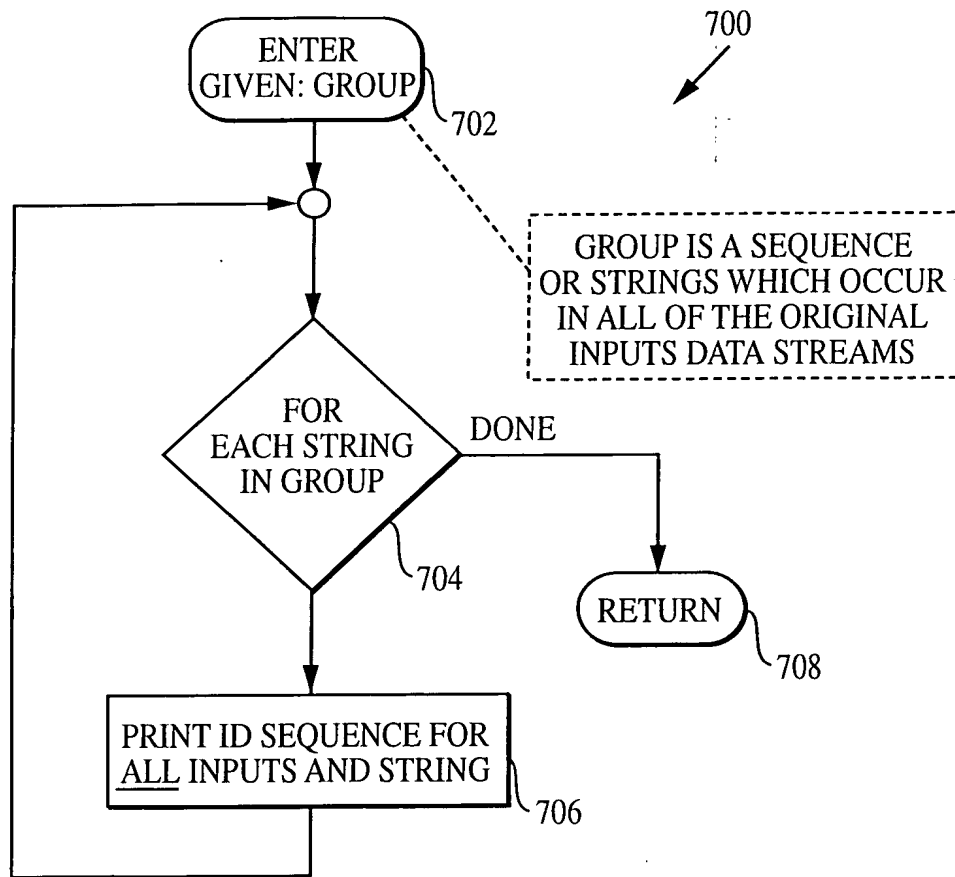 700
ENTER
GIVEN: GROUP
702
GROUP IS A SEQUENCE
OR STRINGS WHICH OCCUR
IN ALL OF THE ORIGINAL
INPUTS DATA STREAMS
FOR
EACH STRING
IN GROUP
DONE
704
RETURN
708
PRINT ID SEQUENCE FOR
ALL INPUTS AND STRING
706